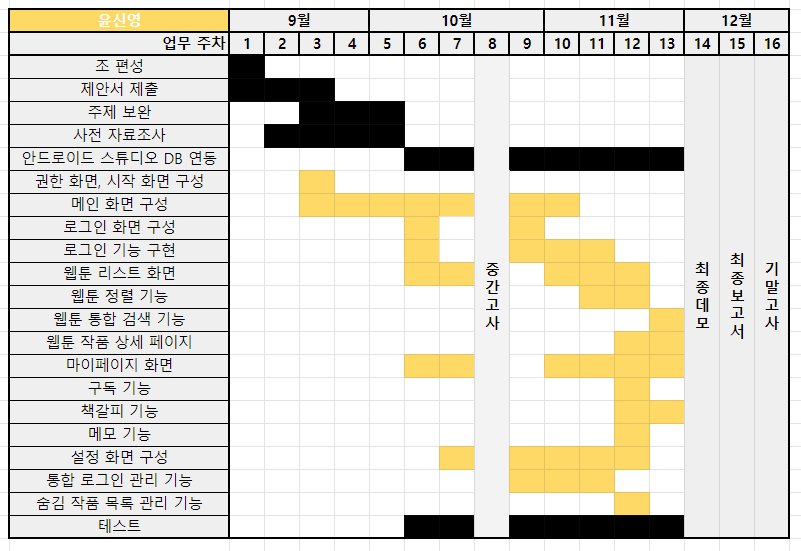 윤신영 9월 10월 11월 12월
업무 주차 1 2 3 4 5 6 7 8 9 10 11 12 13 14 15 16
조 편성
제안서 제출
주제 보완
사전 자료조사
안드로이드 스튜디오 DB 연동
권한 화면, 시작 화면 구성
메인 화면 구성
로그인 화면 구성
로그인 기능 구현
웹툰 리스트 화면
웹툰 정렬 기능
웹툰 통합 검색 기능
웹툰 작품 상세 페이지
마이페이지 화면
구독 기능
책갈피 기능
메모 기능
설정 화면 구성
통합 로그인 관리 기능
숨김 작품 목록 관리 기능
테스트
중간고사
최종데모
최종보고서
기말고사